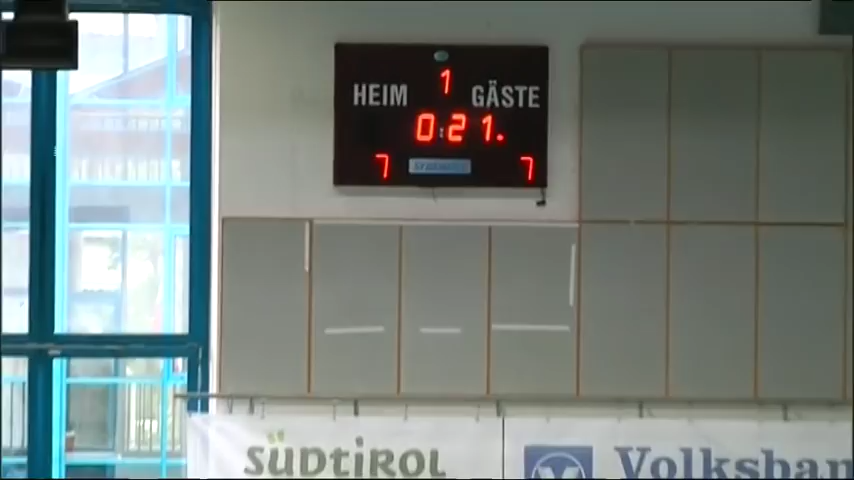 1
HEIM GÄSTE
0:21.
7 7
SÜDTIROL Volksban